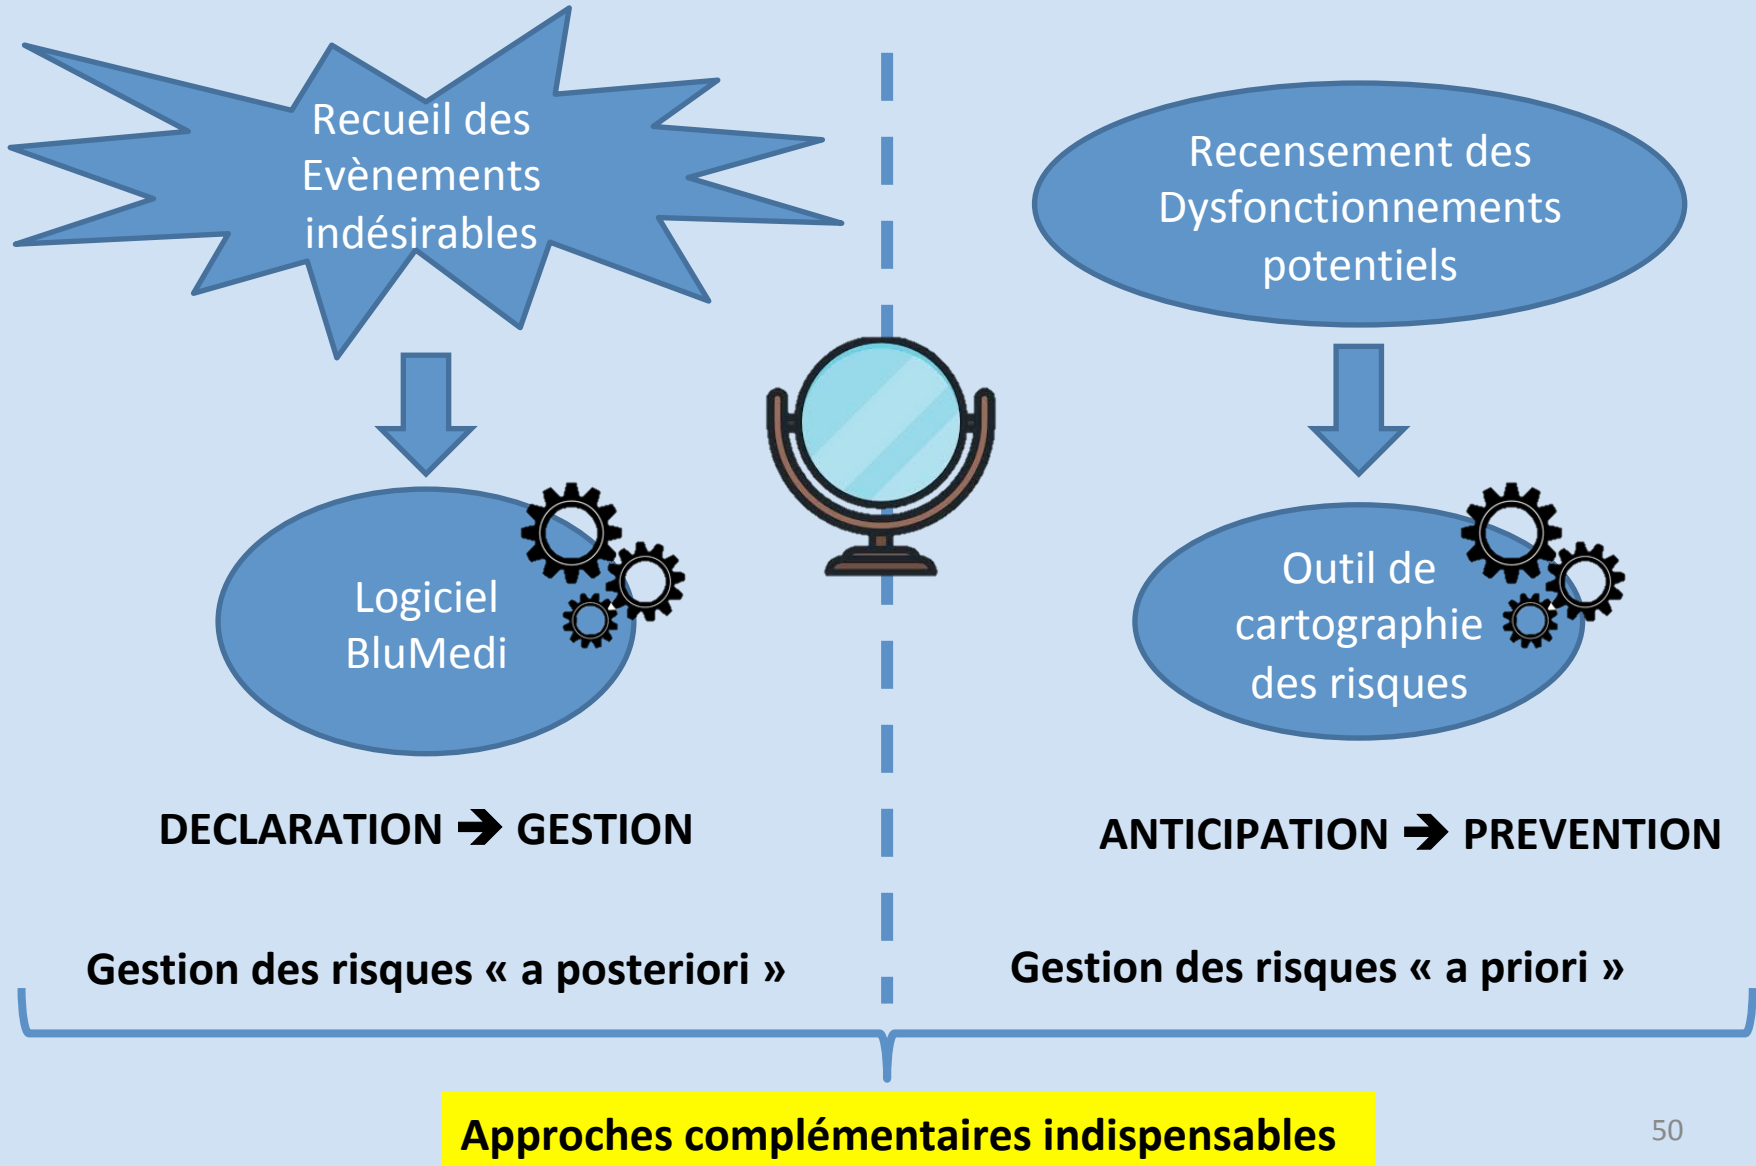 Recueil des
Evènements
indésirables
Logiciel
BluMedi
DECLARATION ➔ GESTION
Gestion des risques « a posteriori »
Recensement des
Dysfonctionnements
potentiels
Outil de
cartographie
des risques
ANTICIPATION ➔ PREVENTION
Gestion des risques « a priori »
Approches complémentaires indispensables
50